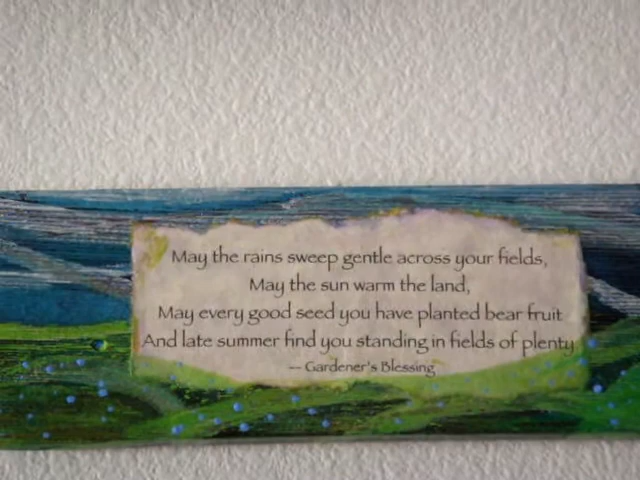 May the rains sweep gentle across your fields,
May the sun warm the land,
May every good seed you have planted bear fruit
And late summer find you standing in fields of plenty
— Gardener's Blessing